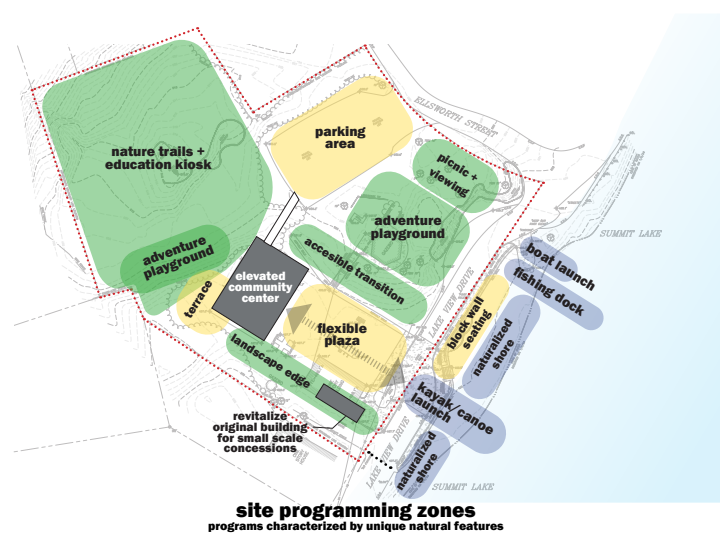 ELLSWORTH STREET
parking
area
nature trails +
education kiosk
picnic +
viewing
adventure
playground
SUMMIT LAKE
adventure
playground
accesible transition
boat launch
fishing dock
elevated
community
center
terrace
LAKE VIEW DRIVE
block wall
seating
naturalized
shore
flexible
plaza
landscape edge
kayak/canoe
launch
revitalize
original building
for small scale
concessions
LAKE VIEW DRIVE
naturalized
shore
SUMMIT LAKE
site programming zones
programs characterized by unique natural features